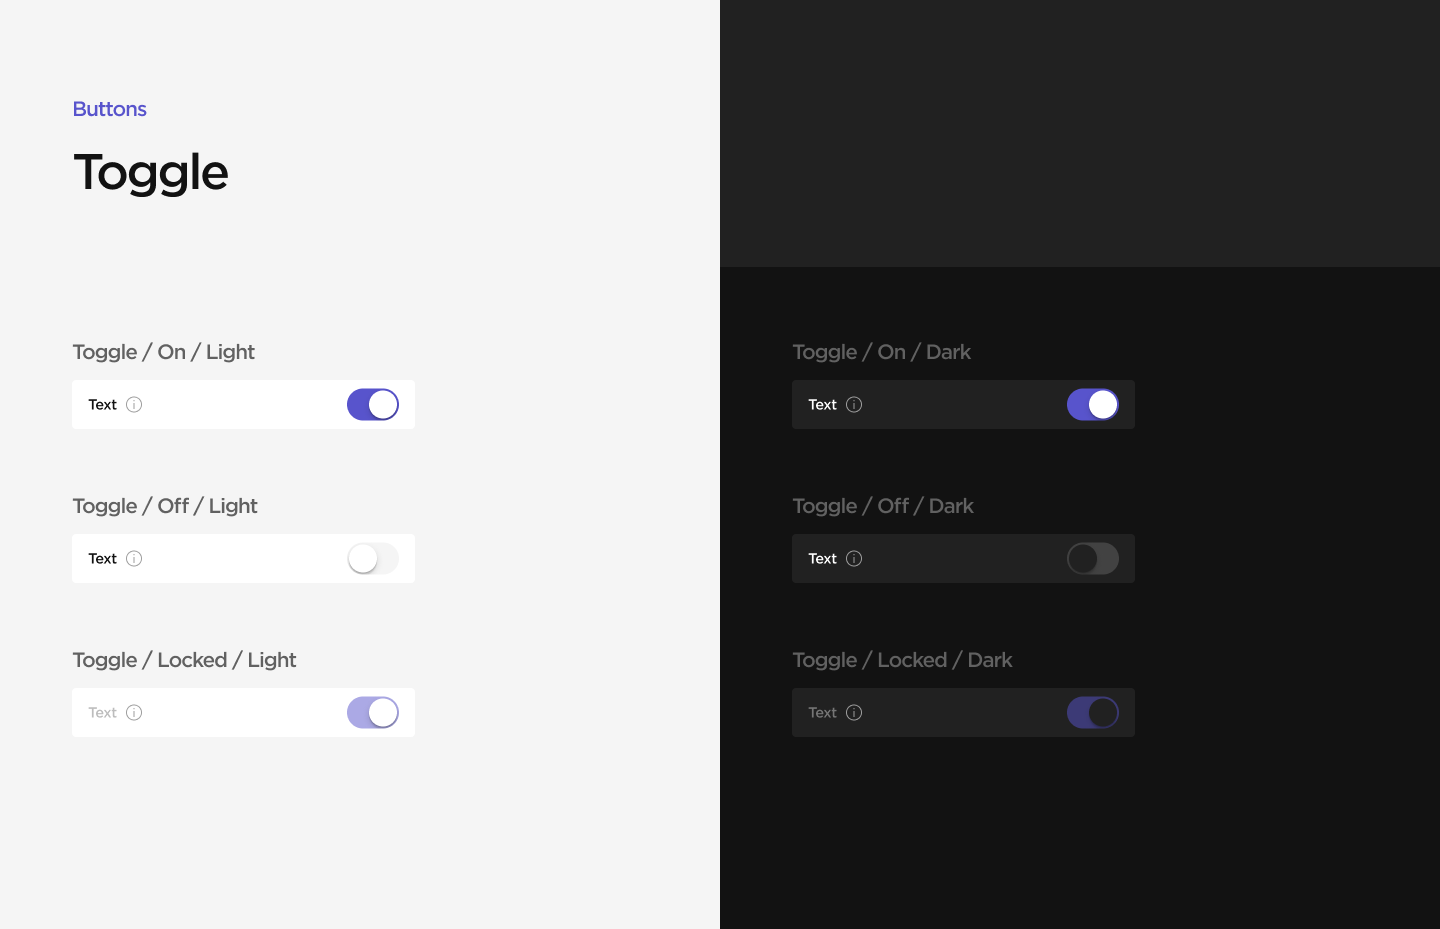 Buttons
Toggle
Toggle / On / Light
Text
Toggle / Off / Light
Text
Toggle / Locked / Light
Text
Toggle / On / Dark
Text
Toggle / Off / Dark
Text
Toggle / Locked / Dark
Text